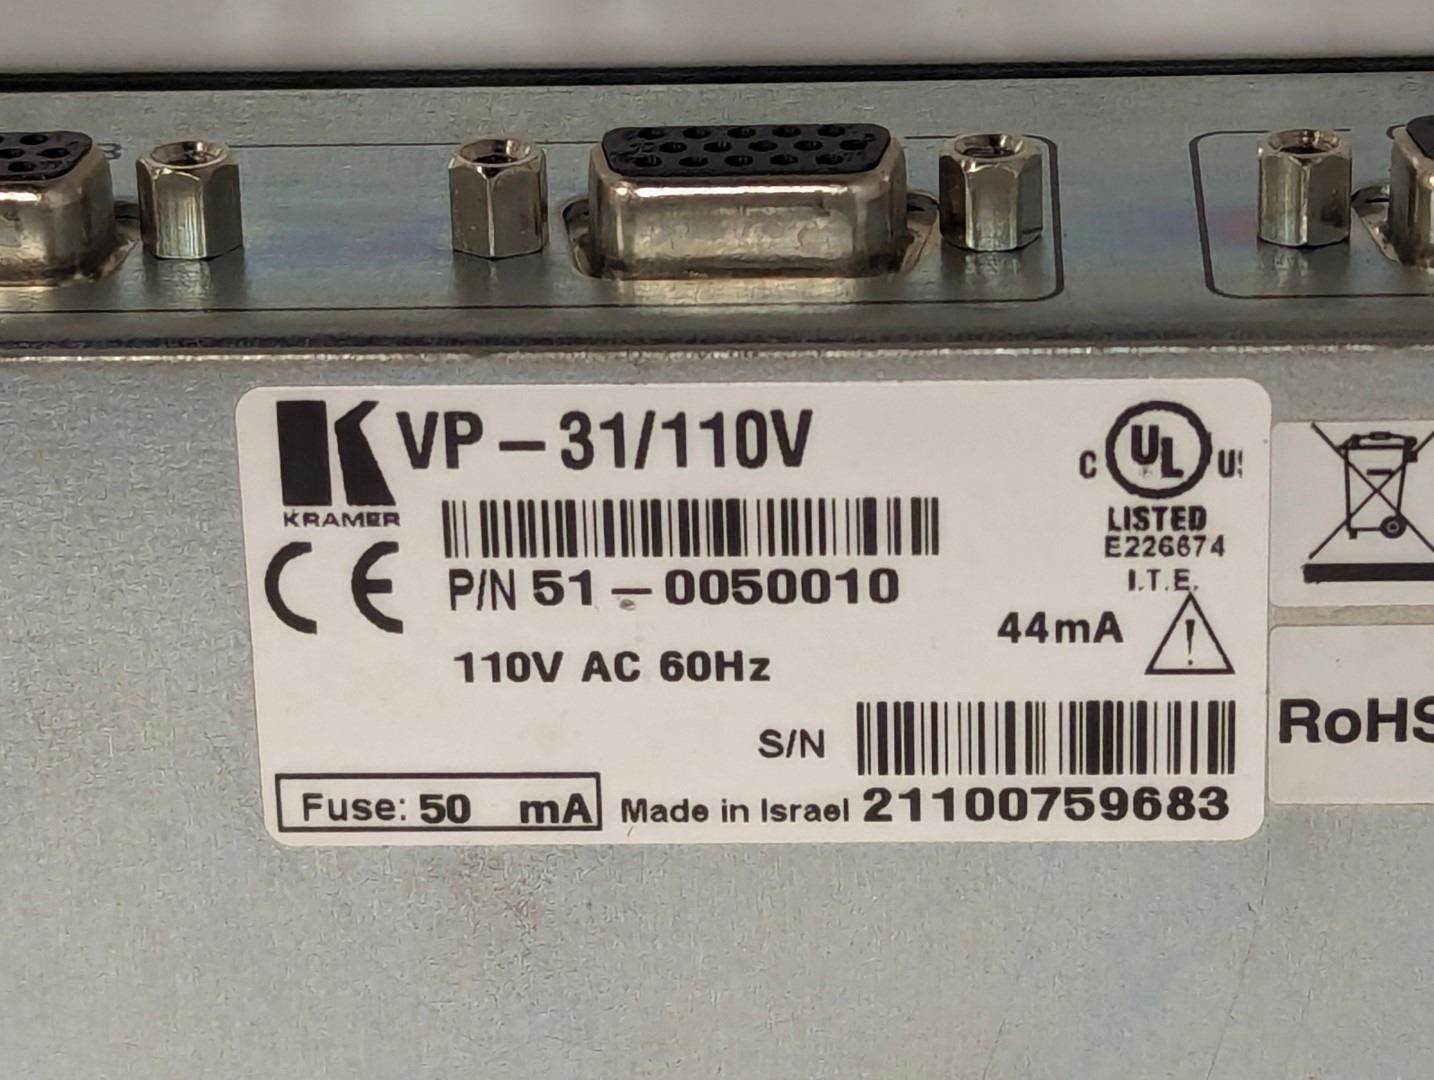 VP – 31/110V
KRAMER
C UL US
LISTED
E226674
I.T.E.
CE
P/N 51 – 0050010
44mA
110V AC 60Hz
S/N
Fuse: 50 mA
Made in Israel
21100759683
RoHS